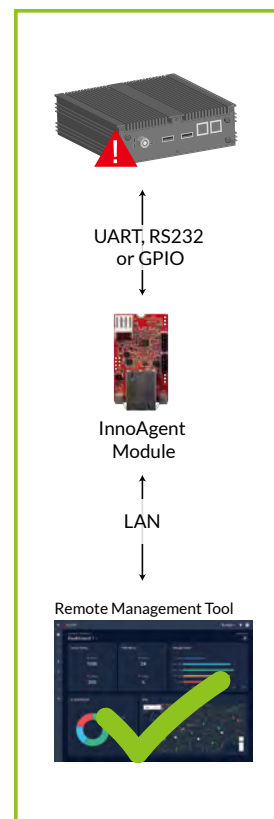 !
UART, RS232
or GPIO
InnoAgent
Module
LAN
Remote Management Tool